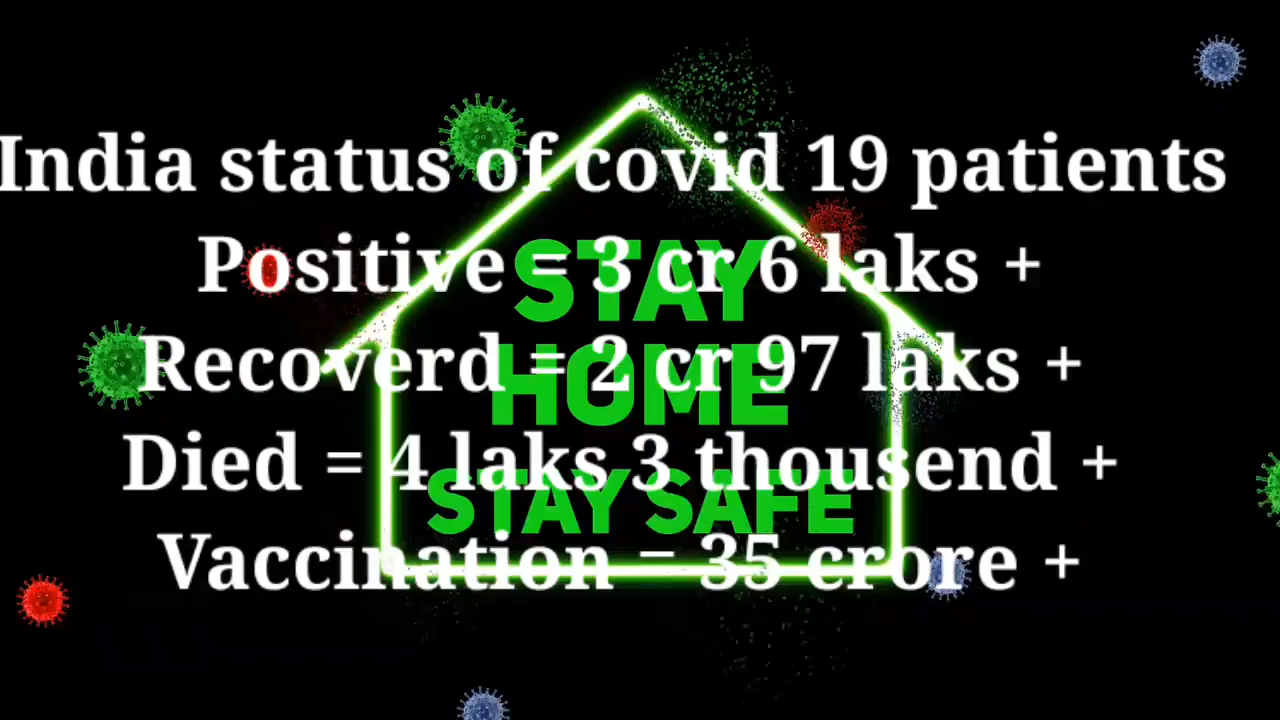 India status of covid 19 patients
Positive = 3 cr 6 laks +
Recoverd = 2 cr 97 laks +
Died = 4 laks 3 thousend +
Vaccination = 35 crore +
STAY
HOME
STAY SAFE